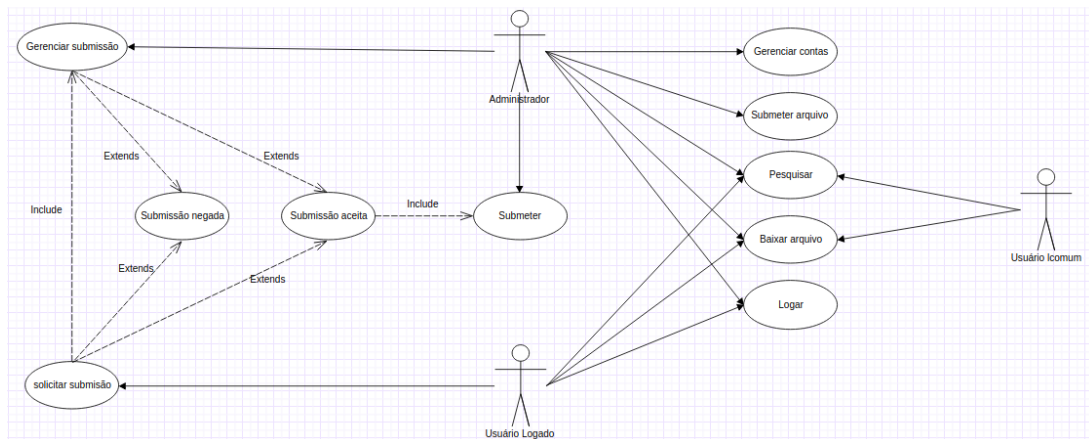 Gerenciar submissão
Gerenciar contas
Administrador
Submeter arquivo
Extends
Extends
Pesquisar
Include
Submissão negada
Submissão aceita
Include
Submeter
Baixar arquivo
Usuário lcomum
Extends
Extends
Logar
solicitar submisão
Usuário Logado